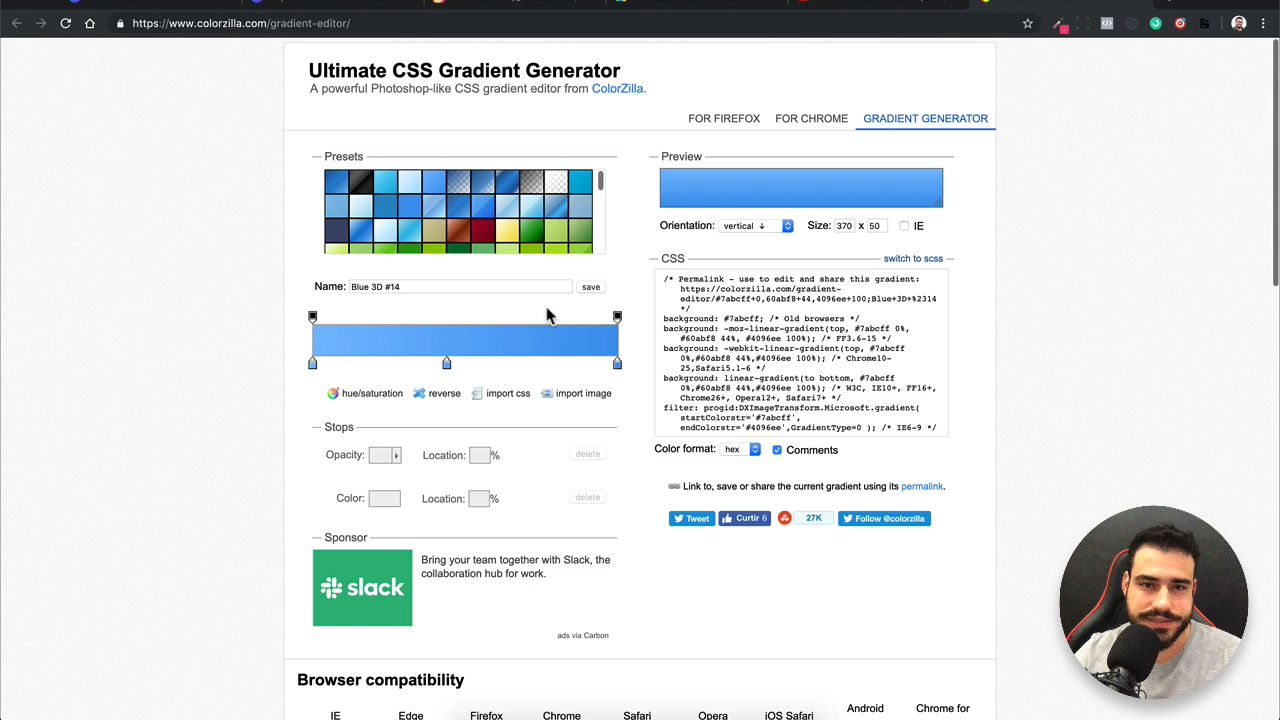 https://www.colorzilla.com/gradient-editor/
Ultimate CSS Gradient Generator
A powerful Photoshop-like CSS gradient editor from ColorZilla.
FOR FIREFOX
FOR CHROME
GRADIENT GENERATOR
Presets
Name: Blue 3D #14 save
hue/saturation reverse import css import image
Stops
Opacity: Location: % delete
Color: Location: % delete
Sponsor
slack
Bring your team together with Slack, the
collaboration hub for work.
ads via Carbon
Preview
Orientation: vertical ↓ Size: 370 x 50 IE
CSS switch to scss
/* Permalink - use to edit and share this gradient:
https://colorzilla.com/gradient-
editor/#7abcff+0,60abf8+44,4096ee+100;Blue+3D+%2314
*/
background: #7abcff; /* Old browsers */
background: -moz-linear-gradient(top, #7abcff 0%,
#60abf8 44%, #4096ee 100%); /* FF3.6-15 */
background: -webkit-linear-gradient(top, #7abcff
0%,#60abf8 44%,#4096ee 100%); /* Chrome10-
25,Safari5.1-6 */
background: linear-gradient(to bottom, #7abcff
0%,#60abf8 44%,#4096ee 100%); /* W3C, IE10+, FF16+,
Chrome26+, Opera12+, Safari7+ */
filter: progid:DXImageTransform.Microsoft.gradient(
startColorstr='#7abcff',
endColorstr='#4096ee',GradientType=0 ); /* IE6-9 */
Color format: hex Comments
Link to, save or share the current gradient using its permalink.
Tweet Curtir 6 27K Follow @colorzilla
Browser compatibility
IE Edge Firefox Chrome Safari Opera iOS Safari Android Chrome for